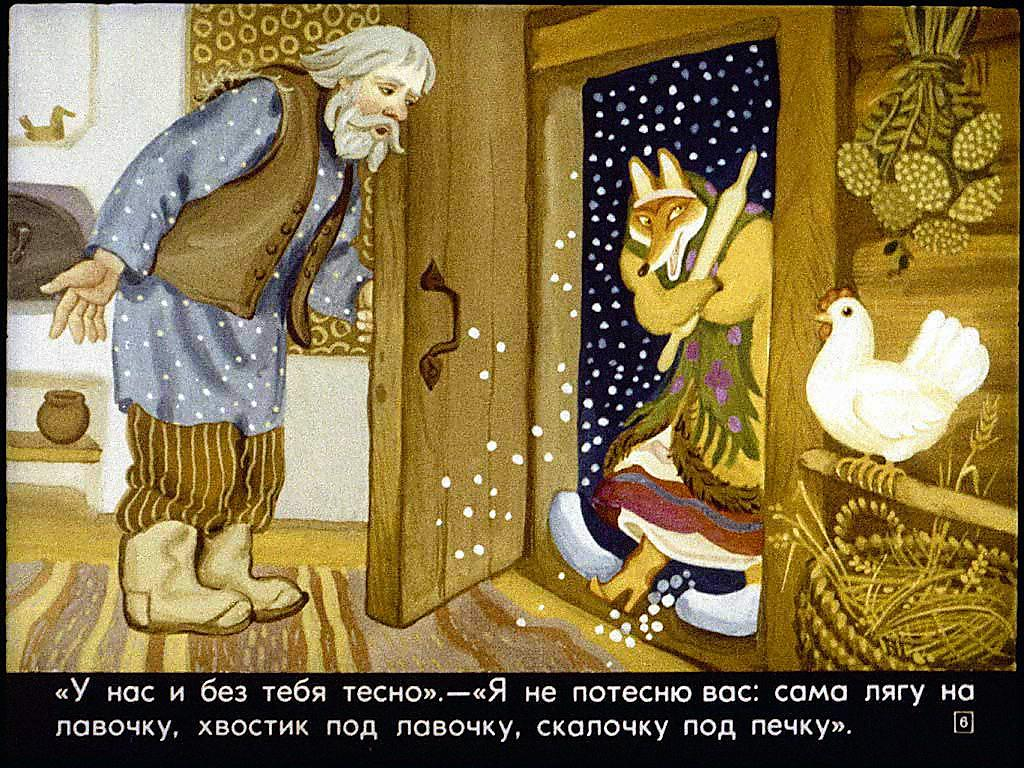 «У нас и без тебя тесно».—«Я не потесню вас: сама лягу на
лавочку, хвостик под лавочку, скалочку под печку».
6